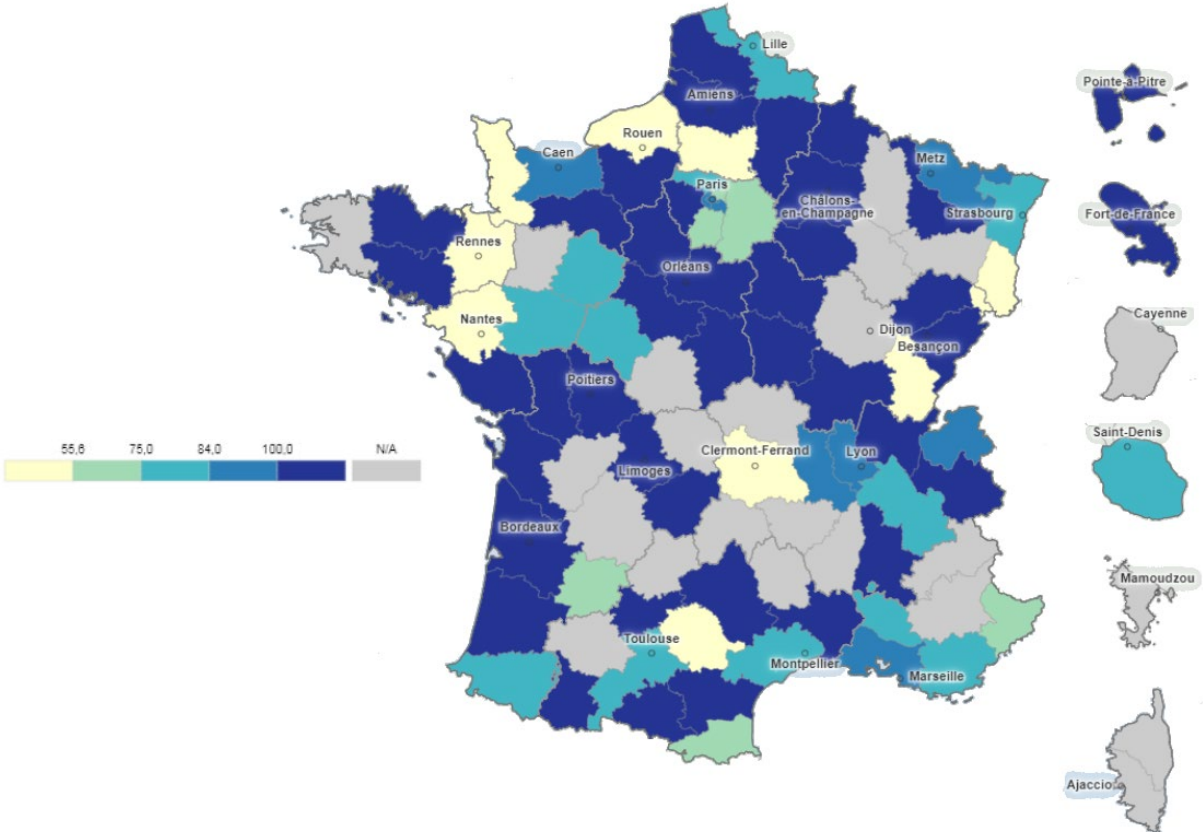 Lille
Pointe-à-Pitre
Amiens
Rouen
Caen
Metz
Paris
Châlons-
en-Champagne
Strasbourg
Fort-de-France
Rennes
Orléans
Nantes
Dijon
Besançon
Cayenne
Poitiers
55,6 75,0 84,0 100,0 N/A
Clermont-Ferrand
Lyon
Limoges
Saint-Denis
Bordeaux
Mamoudzou
Toulouse
Montpellier
Marseille
Ajaccio